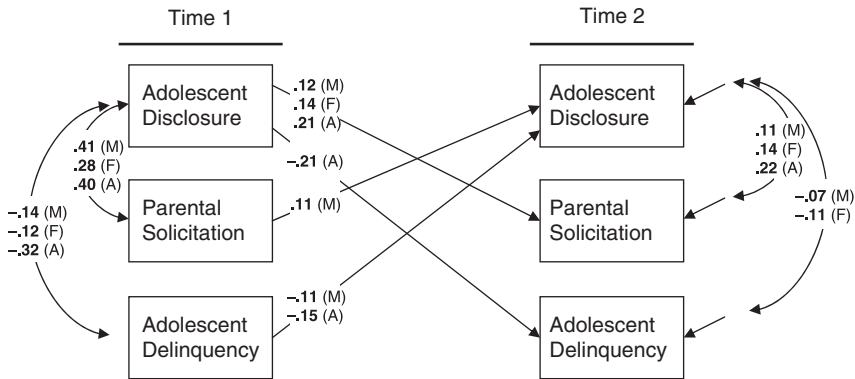 Time 1
Time 2
Adolescent
Disclosure
.12 (M)
.14 (F)
.21 (A)
–.21 (A)
Adolescent
Disclosure
.41 (M)
.28 (F)
.40 (A)
.11 (M)
.14 (F)
.22 (A)
Parental
Solicitation
.11 (M)
Parental
Solicitation
–.14 (M)
–.12 (F)
–.32 (A)
–.07 (M)
–.11 (F)
Adolescent
Delinquency
–.11 (M)
–.15 (A)
Adolescent
Delinquency